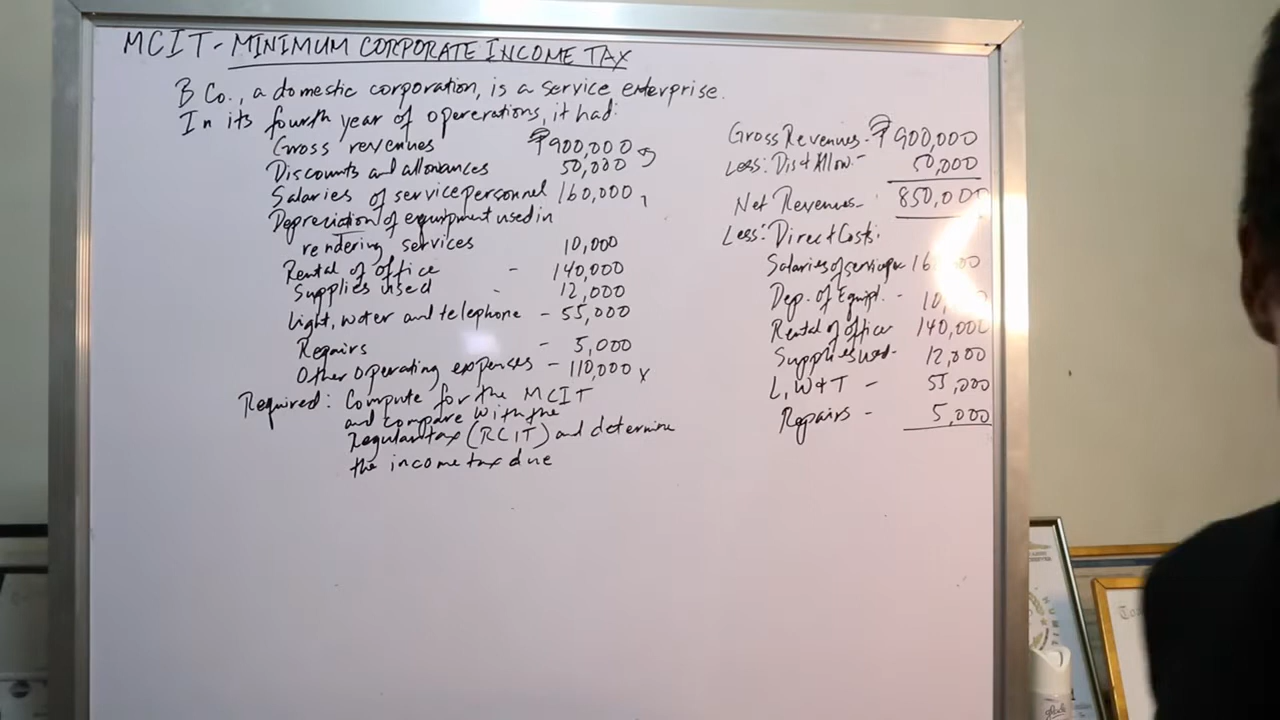 MCIT - MINIMUM CORPORATE INCOME TAX
B Co., a domestic corporation, is a service enterprise.
In its fourth year of opererations, it had:
Gross revenues ₱900,000
Discounts and allowances 50,000
Salaries of service personnel 160,000
Depreciation of equipment used in
rendering services 10,000
Rental of office - 140,000
Supplies used - 12,000
Light, water and telephone - 55,000
Repairs - 5,000
Other operating expenses - 110,000 x
Required: Compute for the MCIT
and compare with the
Regular tax (RCIT) and determine
the income tax due
Gross Revenues - ₱900,000
Less: Dis & Allow - 50,000
Net Revenues - 850,000
Less: Direct Costs:
Salaries of service
Dep. of Equipt. -
Rental of office 140,000
Supplies used - 12,000
L, W & T - 55,000
Repairs - 5,000